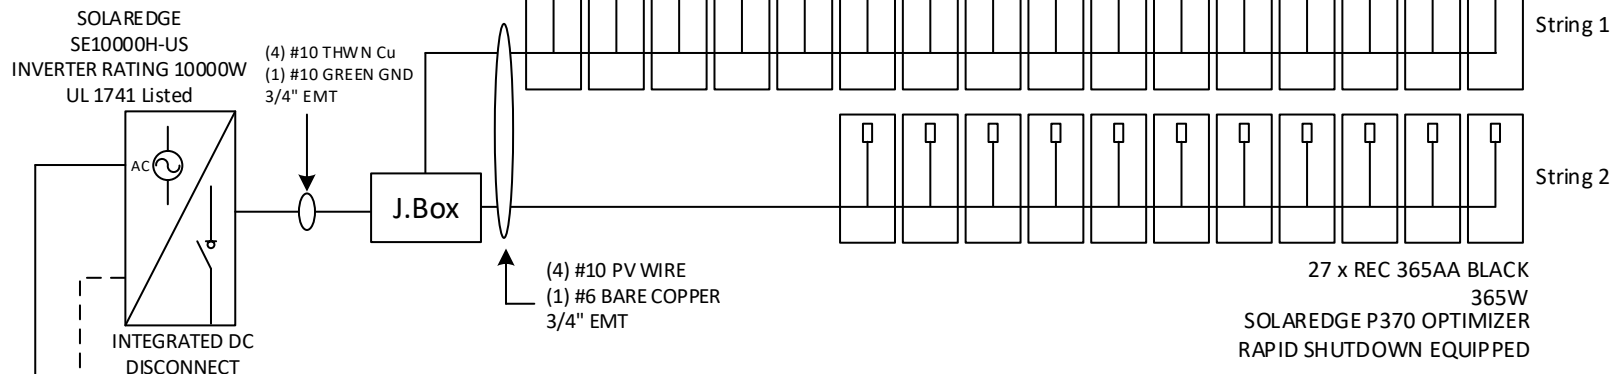 SOLAREDGE
SE10000H-US
INVERTER RATING 10000W
UL 1741 Listed
(4) #10 THWN Cu
(1) #10 GREEN GND
3/4" EMT
String 1
AC
J.Box
String 2
(4) #10 PV WIRE
(1) #6 BARE COPPER
3/4" EMT
27 x REC 365AA BLACK
365W
SOLAREDGE P370 OPTIMIZER
RAPID SHUTDOWN EQUIPPED
INTEGRATED DC
DISCONNECT